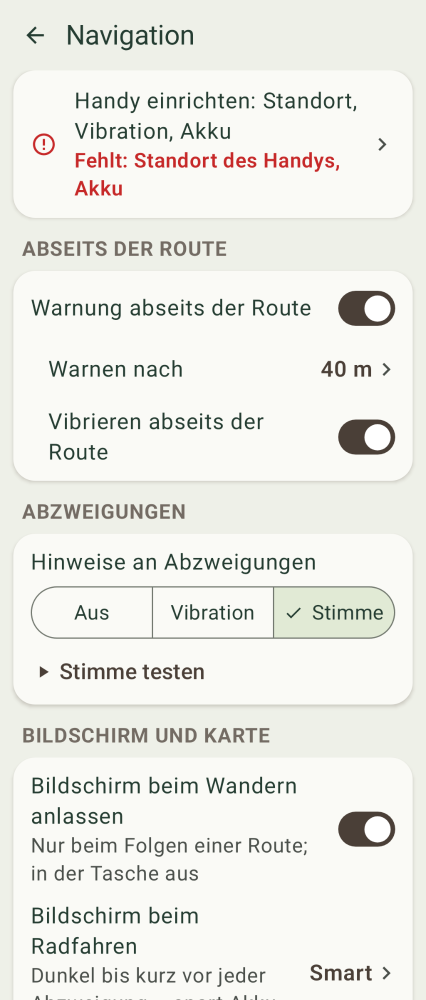 Navigation
Handy einrichten: Standort,
Vibration, Akku
Fehlt: Standort des Handys,
Akku
ABSEITS DER ROUTE
Warnung abseits der Route
Warnen nach 40 m
Vibrieren abseits der
Route
ABZWEIGUNGEN
Hinweise an Abzweigungen
Aus Vibration Stimme
Stimme testen
BILDSCHIRM UND KARTE
Bildschirm beim Wandern
anlassen
Nur beim Folgen einer Route;
in der Tasche aus
Bildschirm beim
Radfahren
Dunkel bis kurz vor jeder
Smart